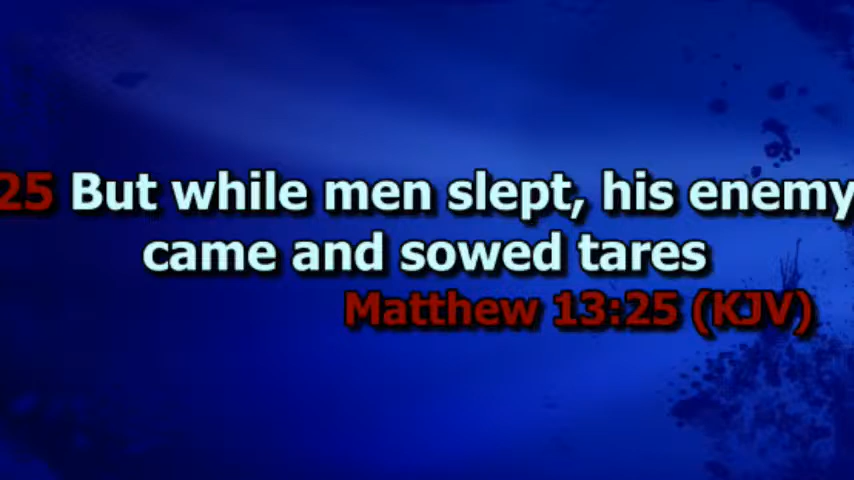 25 But while men slept, his enemy
came and sowed tares
Matthew 13:25 (KJV)